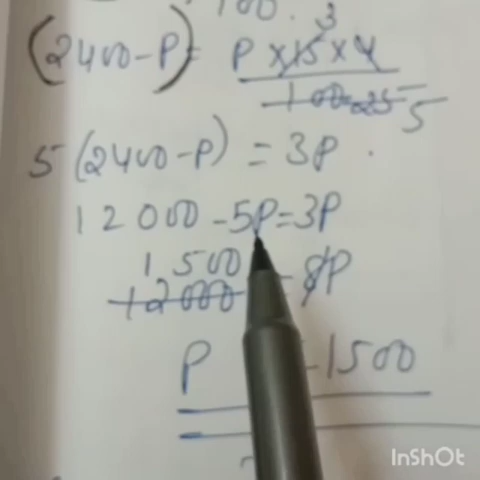 100.
(2400-P) = P×15×4 3
100 25 5
5(2400-P) = 3P.
12000-5P=3P
1500
12000 = 8P
P = 1500
InShOt